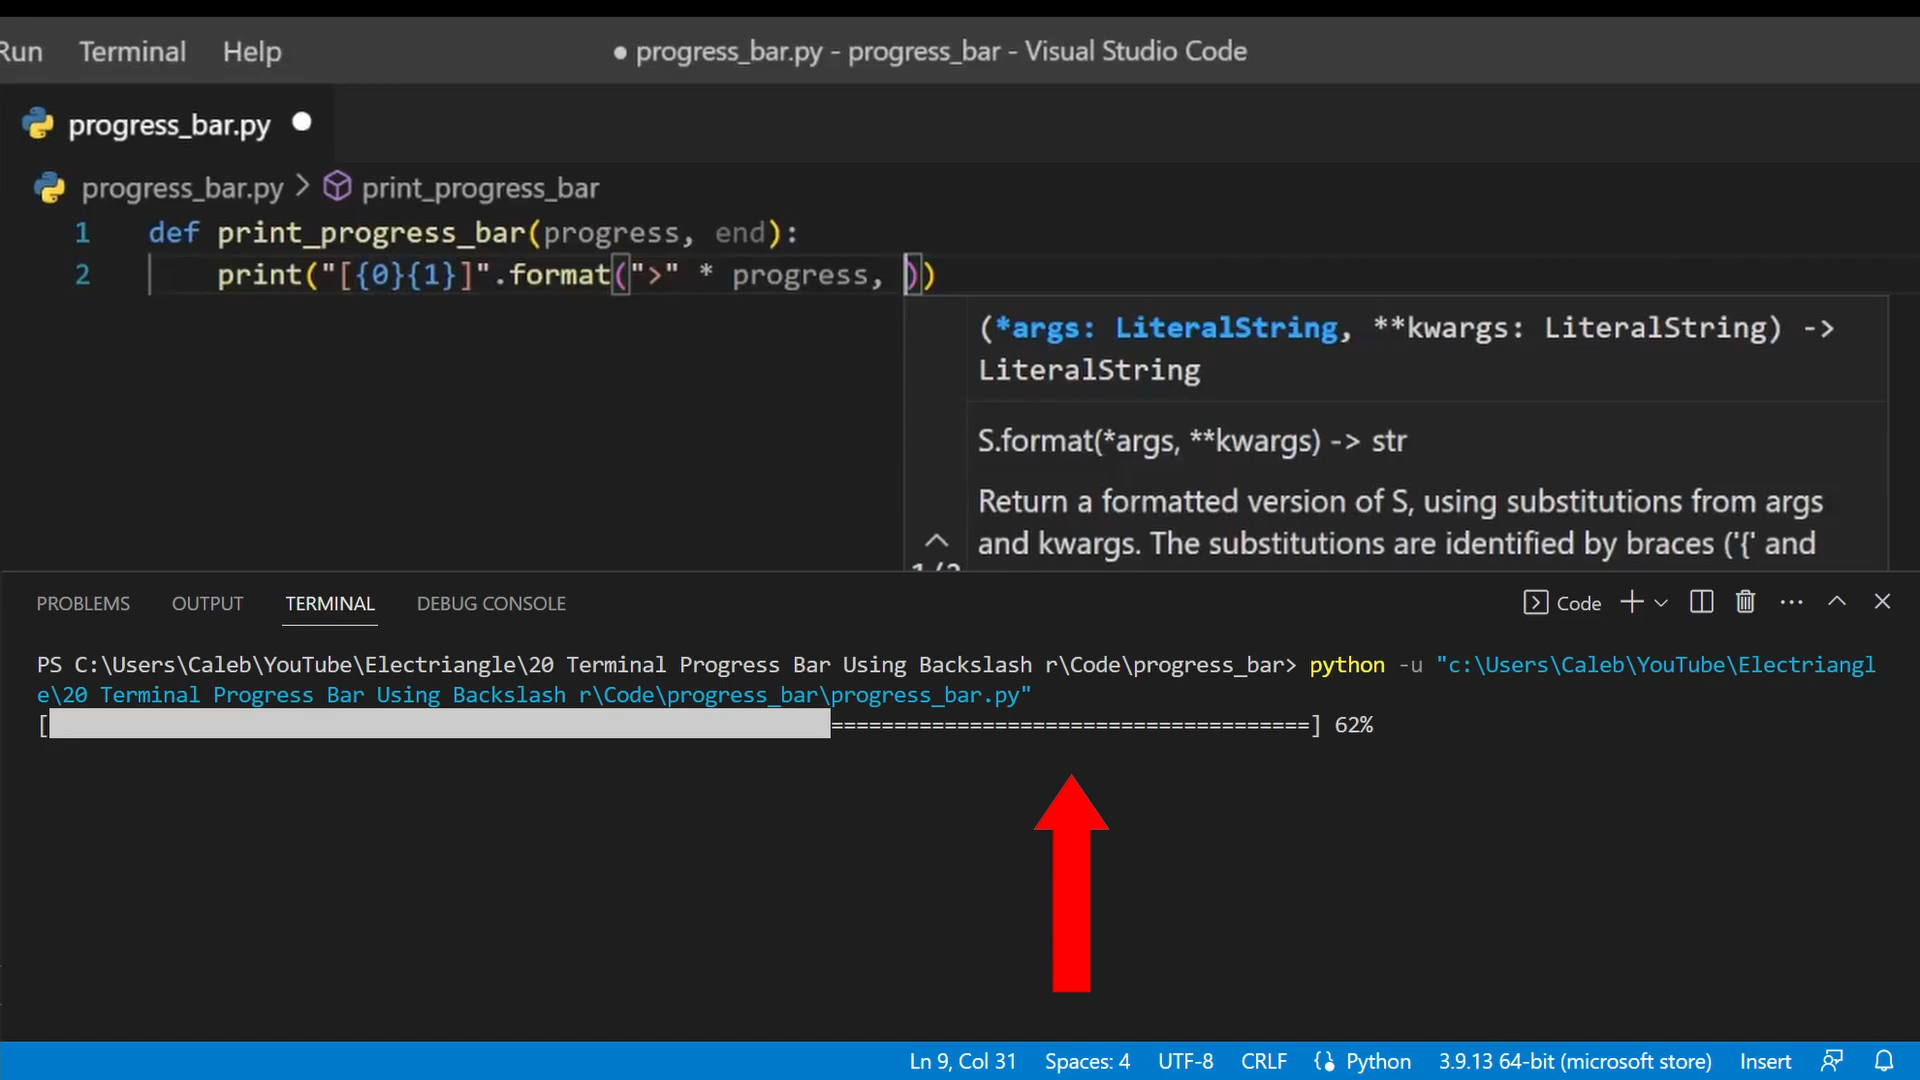 Run Terminal Help ● progress_bar.py - progress_bar - Visual Studio Code
progress_bar.py ●
progress_bar.py > print_progress_bar
1 def print_progress_bar(progress, end):
2 print("[{0}{1}]".format(">" * progress, ))
(*args: LiteralString, **kwargs: LiteralString) ->
LiteralString
S.format(*args, **kwargs) -> str
Return a formatted version of S, using substitutions from args
and kwargs. The substitutions are identified by braces ('{' and
PROBLEMS OUTPUT TERMINAL DEBUG CONSOLE Code
PS C:\Users\Caleb\YouTube\Electriangle\20 Terminal Progress Bar Using Backslash r\Code\progress_bar> python -u "c:\Users\Caleb\YouTube\Electriangl
e\20 Terminal Progress Bar Using Backslash r\Code\progress_bar\progress_bar.py"
[======================================] 62%
Ln 9, Col 31 Spaces: 4 UTF-8 CRLF Python 3.9.13 64-bit (microsoft store) Insert